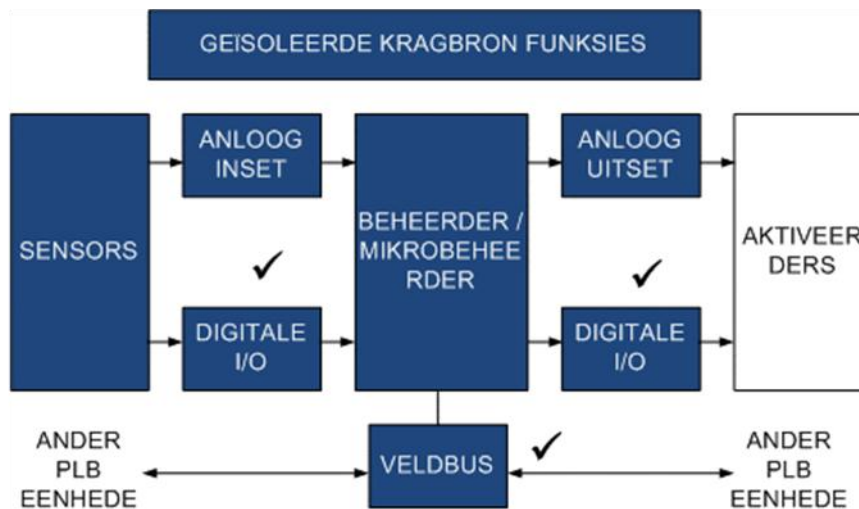 GEÏSOLEERDE KRAGBRON FUNKSIES
SENSORS
ANLOOG
INSET
DIGITALE
I/O
BEHEERDER /
MIKROBEHEE
RDER
ANLOOG
UITSET
DIGITALE
I/O
AKTIVEER
DERS
ANDER
PLB
EENHEDE
VELDBUS
ANDER
PLB
EENHEDE